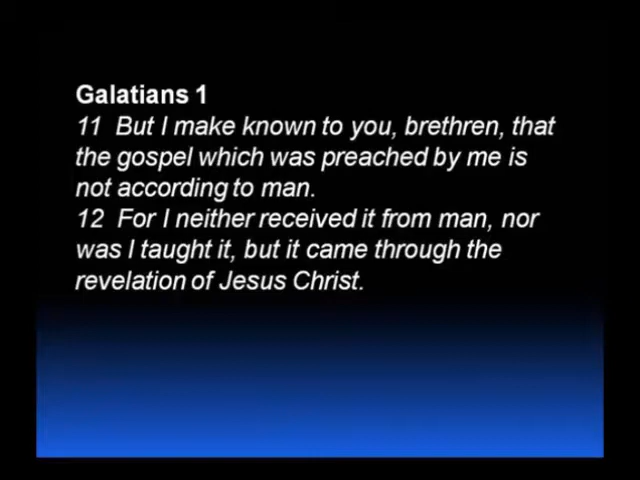 Galatians 1
11 But I make known to you, brethren, that
the gospel which was preached by me is
not according to man.
12 For I neither received it from man, nor
was I taught it, but it came through the
revelation of Jesus Christ.